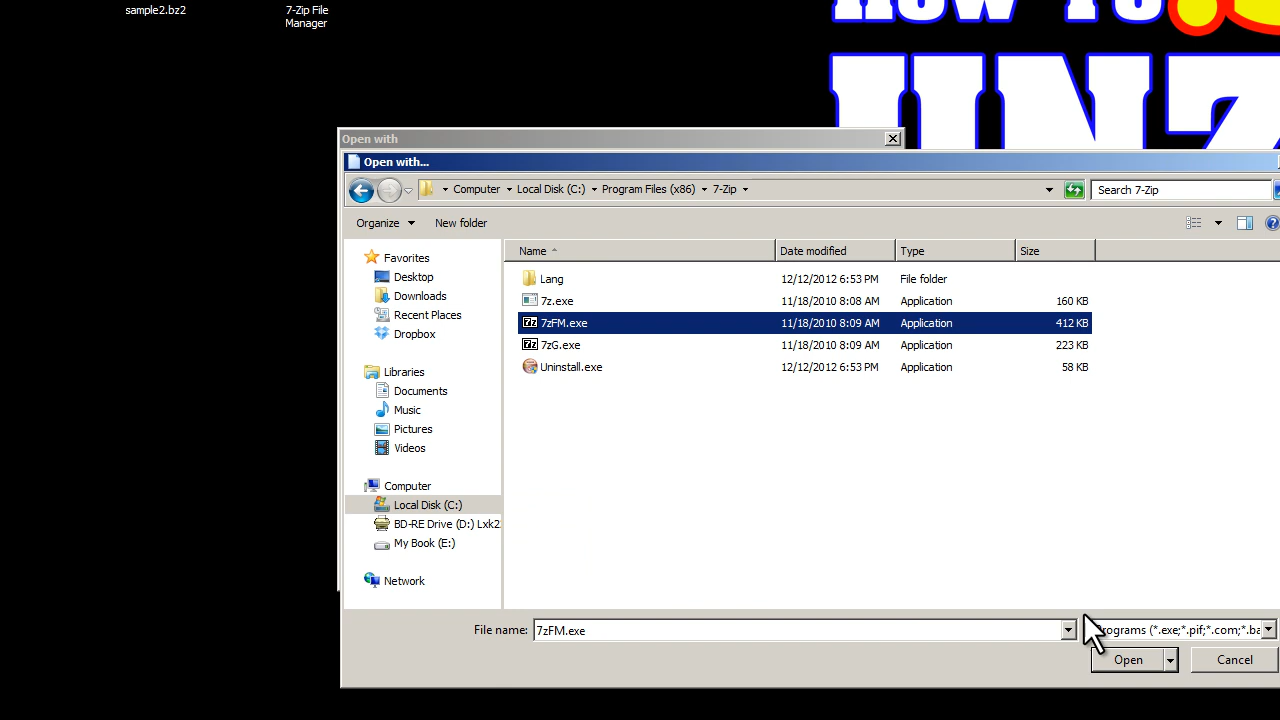 sample2.bz2
7-Zip File
Manager
HOW TO
UNZ
Open with
Open with...
Computer Local Disk (C:) Program Files (x86) 7-Zip
Search 7-Zip
Organize New folder
Name Date modified Type Size
Favorites
Desktop
Downloads
Recent Places
Dropbox
Libraries
Documents
Music
Pictures
Videos
Computer
Local Disk (C:)
BD-RE Drive (D:) Lxk2
My Book (E:)
Network
Lang 12/12/2012 6:53 PM File folder
7z.exe 11/18/2010 8:08 AM Application 160 KB
7zFM.exe 11/18/2010 8:09 AM Application 412 KB
7zG.exe 11/18/2010 8:09 AM Application 223 KB
Uninstall.exe 12/12/2012 6:53 PM Application 58 KB
File name: 7zFM.exe
rograms (*.exe;*.pif;*.com;*.ba
Open Cancel